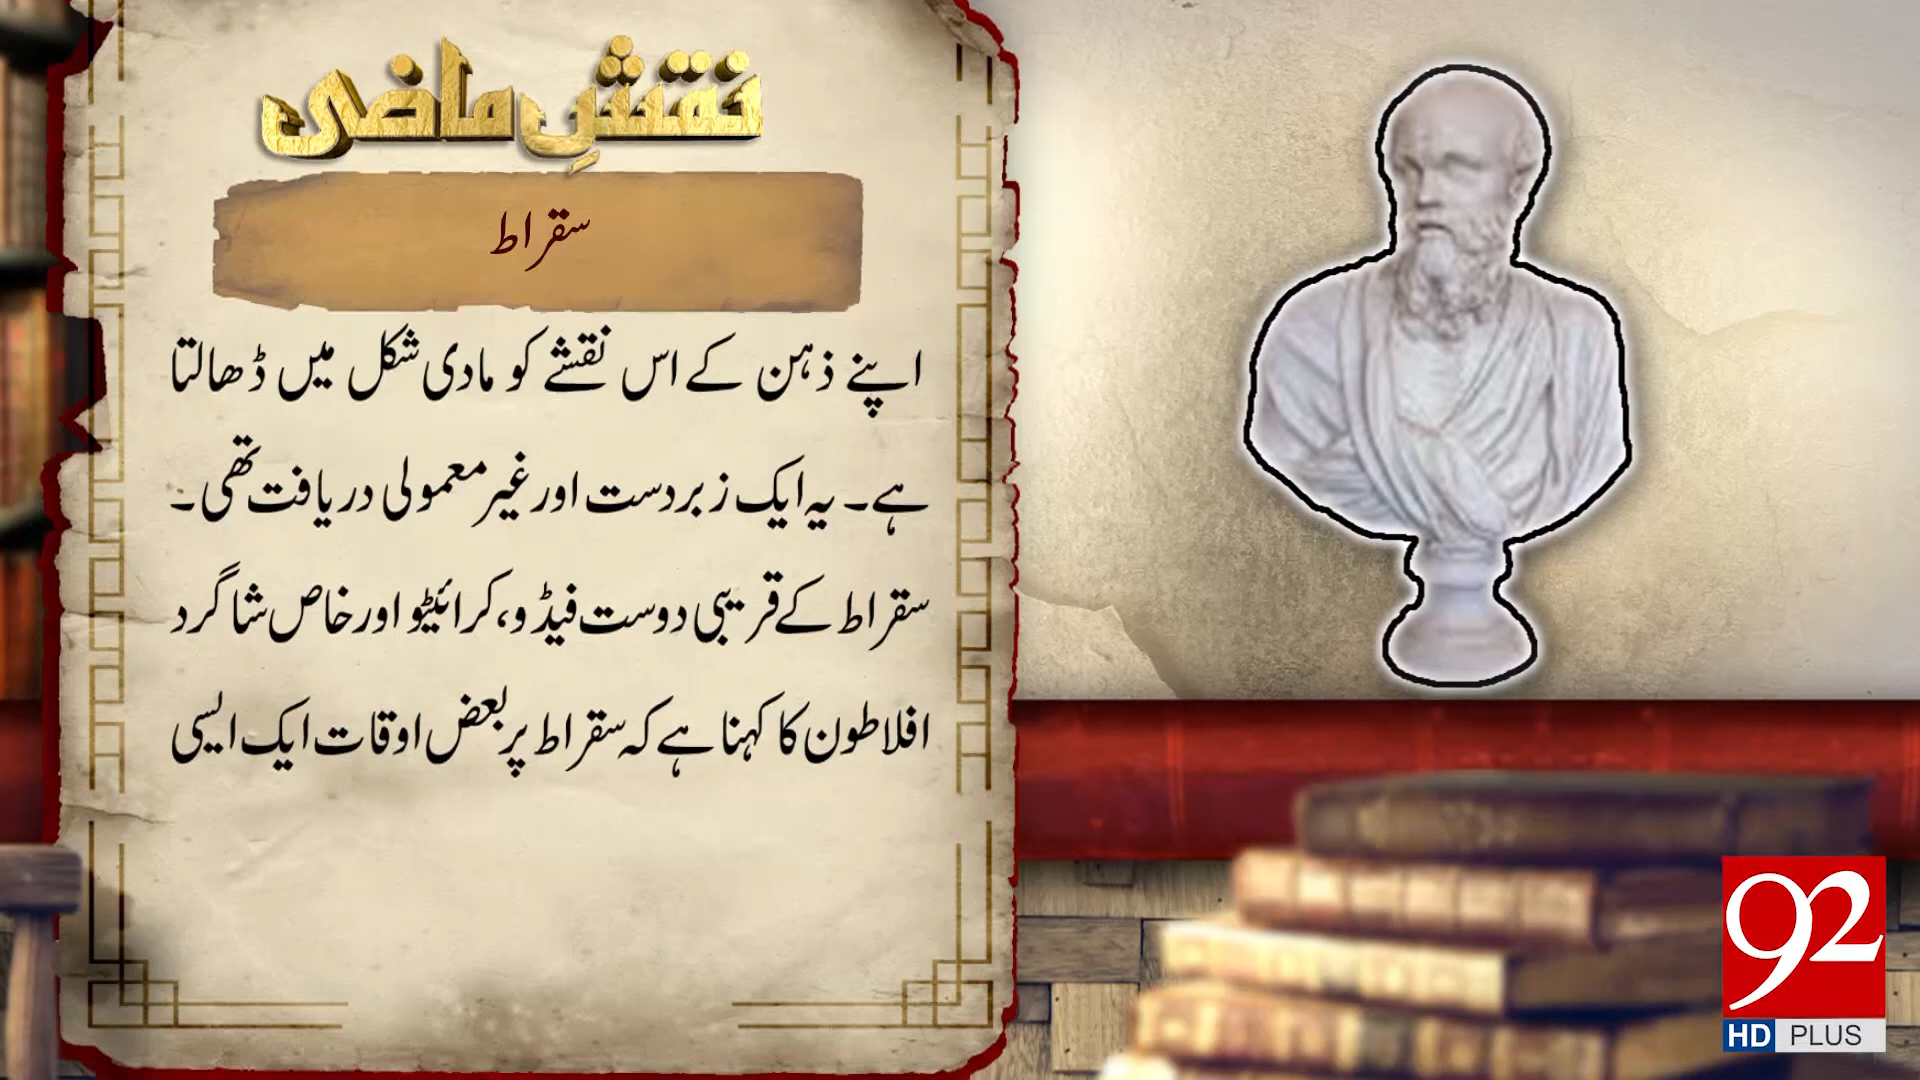 نقشِ ماضی
سقراط
اپنے ذہن کے اس نقشے کو مادی شکل میں ڈھالتا
ہے۔ یہ ایک زبردست اور غیر معمولی دریافت تھی۔
سقراط کے قریبی دوست فیڈو، کرائیٹو اور خاص شاگرد
افلاطون کا کہنا ہے کہ سقراط پر بعض اوقات ایک ایسی
92
HD PLUS